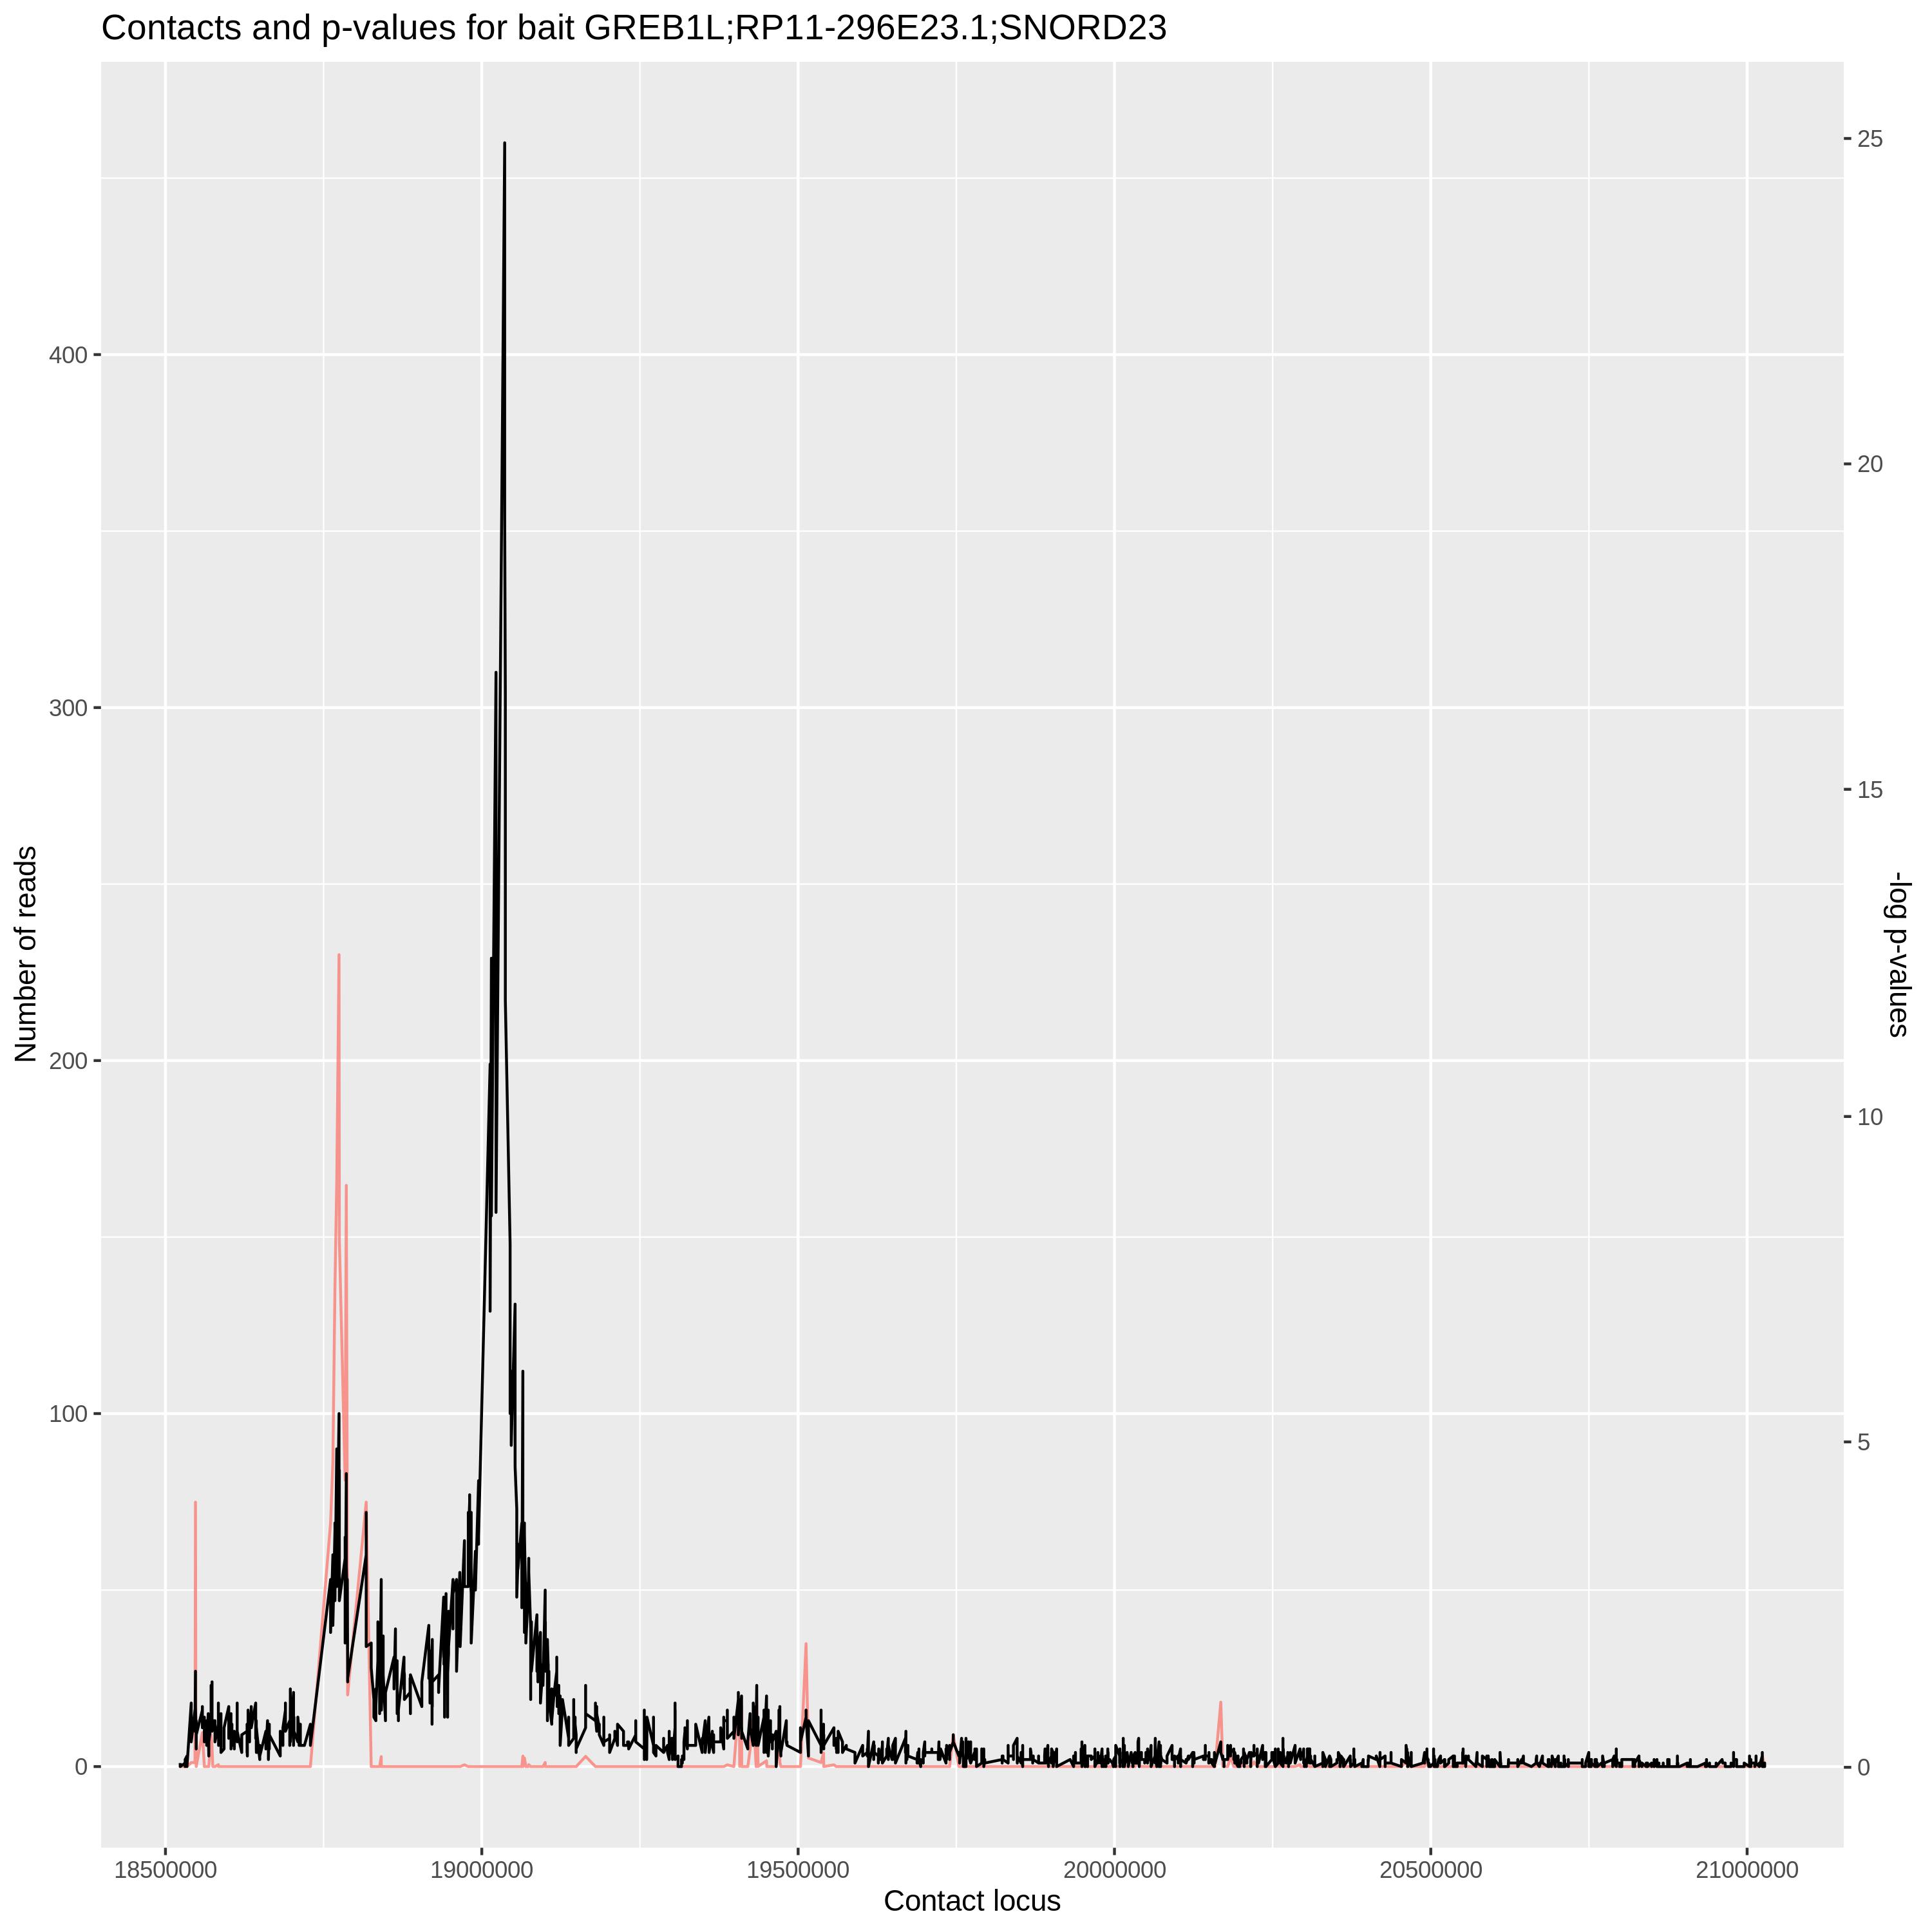 Contacts and p-values for bait GREB1L;RP11-296E23.1;SNORD23
Number of reads
400
300
200
100
0
25
20
15
10
5
0
-log p-values
18500000 19000000 19500000 20000000 20500000 21000000
Contact locus